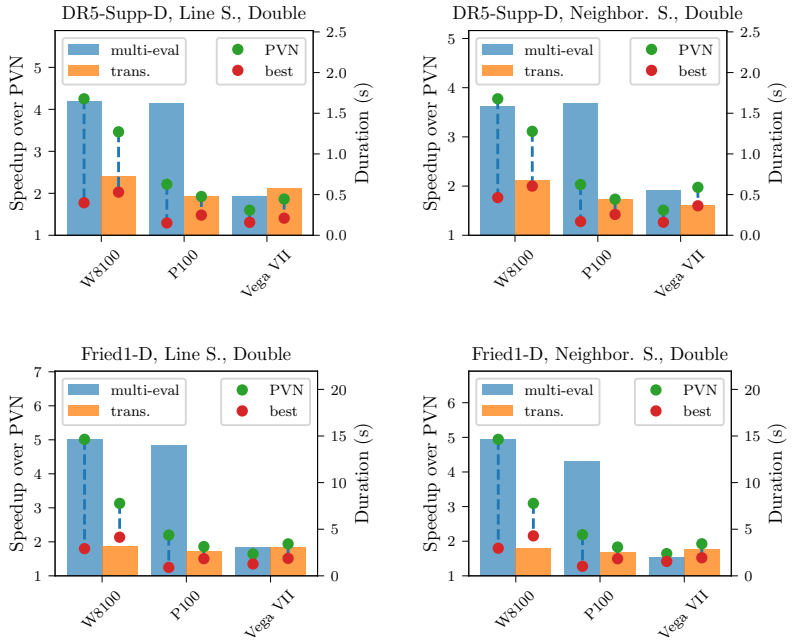 DR5-Supp-D, Line S., Double
Speedup over PVN
5
4
3
2
1
multi-eval
trans.
PVN
best
2.5
2.0
1.5
1.0
0.5
0.0
Duration (s)
W8100
P100
Vega VII
DR5-Supp-D, Neighbor. S., Double
Speedup over PVN
5
4
3
2
1
multi-eval
trans.
PVN
best
2.5
2.0
1.5
1.0
0.5
0.0
Duration (s)
W8100
P100
Vega VII
Fried1-D, Line S., Double
Speedup over PVN
7
6
5
4
3
2
1
multi-eval
trans.
PVN
best
20
15
10
5
0
Duration (s)
W8100
P100
Vega VII
Fried1-D, Neighbor. S., Double
Speedup over PVN
6
5
4
3
2
1
multi-eval
trans.
PVN
best
20
15
10
5
0
Duration (s)
W8100
P100
Vega VII